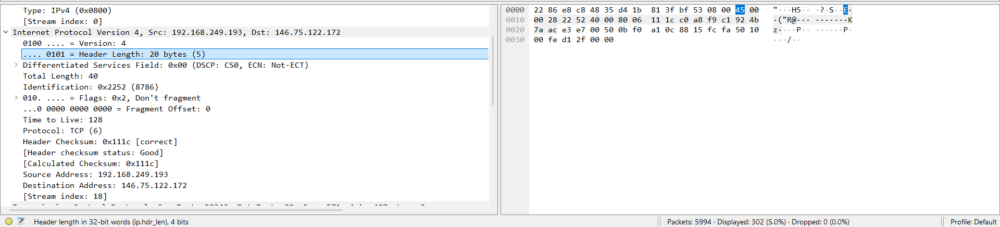 Type: IPv4 (0x0800)
[Stream index: 0]
Internet Protocol Version 4, Src: 192.168.249.193, Dst: 146.75.122.172
0100 .... = Version: 4
.... 0101 = Header Length: 20 bytes (5)
Differentiated Services Field: 0x00 (DSCP: CS0, ECN: Not-ECT)
Total Length: 40
Identification: 0x2252 (8786)
010. .... = Flags: 0x2, Don't fragment
...0 0000 0000 0000 = Fragment Offset: 0
Time to Live: 128
Protocol: TCP (6)
Header Checksum: 0x111c [correct]
[Header checksum status: Good]
[Calculated Checksum: 0x111c]
Source Address: 192.168.249.193
Destination Address: 146.75.122.172
[Stream index: 18]
0000 22 86 e8 c8 48 35 d4 1b 81 3f bf 53 08 00 45 00 "···H5·· ·?·S··E·
0010 00 28 22 52 40 00 80 06 11 1c c0 a8 f9 c1 92 4b ·("R@··· ·······K
0020 7a ac e3 e7 00 50 0b f0 a1 0c 88 15 fc fa 50 10 z····P·· ······P·
0030 00 fe d1 2f 00 00 ···/··
Header length in 32-bit words (ip.hdr_len), 4 bits
Packets: 5994 · Displayed: 302 (5.0%) · Dropped: 0 (0.0%)
Profile: Default